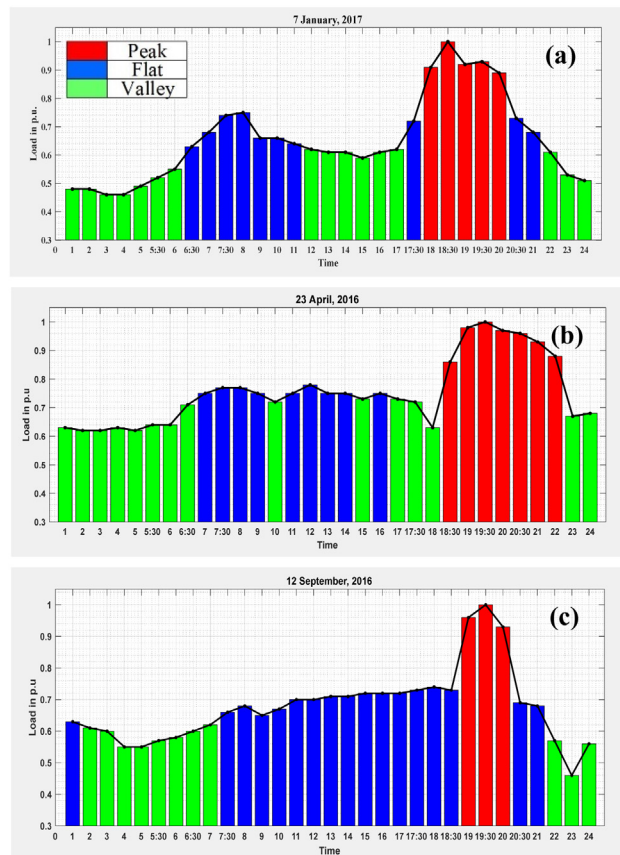 7 January, 2017
(a)
Peak
Flat
Valley
Load in p.u.
1
0.9
0.8
0.7
0.6
0.5
0.4
0.3
0 1 2 3 4 5 5:30 6 6:30 7 7:30 8 9 10 11 12 13 14 15 16 17 17:30 18 18:30 19 19:30 20 20:30 21 22 23 24
Time
23 April, 2016
(b)
Load in p.u
1
0.9
0.8
0.7
0.6
0.5
0.4
0.3
1 2 3 4 5 5:30 6 6:30 7 7:30 8 9 10 11 12 13 14 15 16 17 17:30 18 18:30 19 19:30 20 20:30 21 22 23 24
Time
12 September, 2016
(c)
Load in p.u
1
0.9
0.8
0.7
0.6
0.5
0.4
0.3
0 1 2 3 4 5 5:30 6 6:30 7 7:30 8 9 10 11 12 13 14 15 16 17 17:30 18 18:30 19 19:30 20 20:30 21 22 23 24
Time